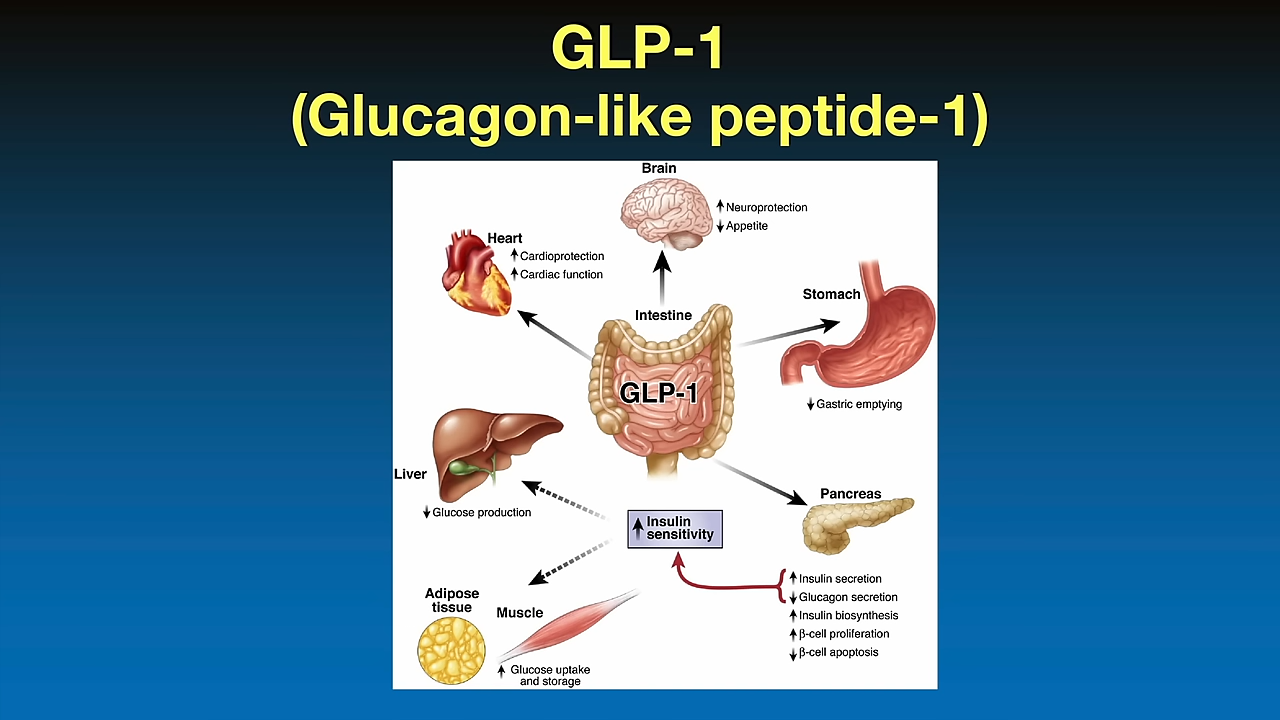 GLP-1
(Glucagon-like peptide-1)
Brain
↑ Neuroprotection
↓ Appetite
Heart
↑ Cardioprotection
↑ Cardiac function
Intestine
GLP-1
Stomach
↓ Gastric emptying
Liver
↓ Glucose production
↑ Insulin
sensitivity
Pancreas
↑ Insulin secretion
↓ Glucagon secretion
↑ Insulin biosynthesis
↑ β-cell proliferation
↓ β-cell apoptosis
Adipose
tissue
Muscle
↑ Glucose uptake
and storage